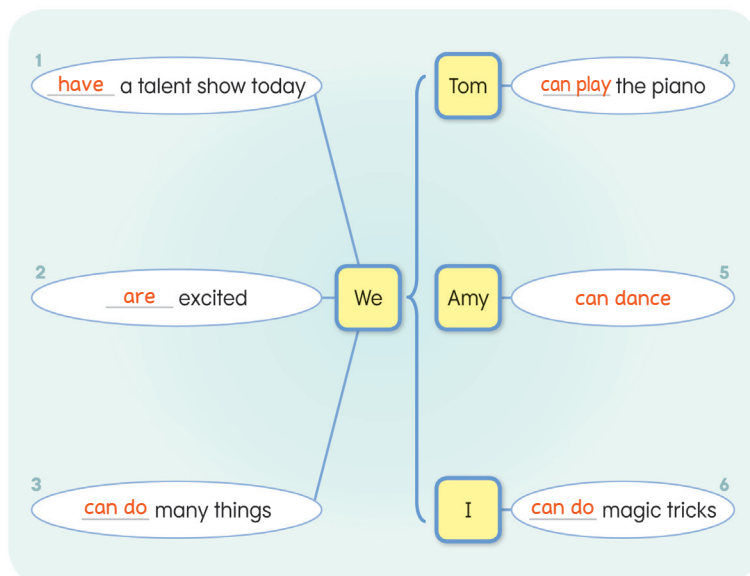 1
have a talent show today
2
are excited
3
can do many things
We
Tom
4
can play the piano
Amy
5
can dance
I
6
can do magic tricks